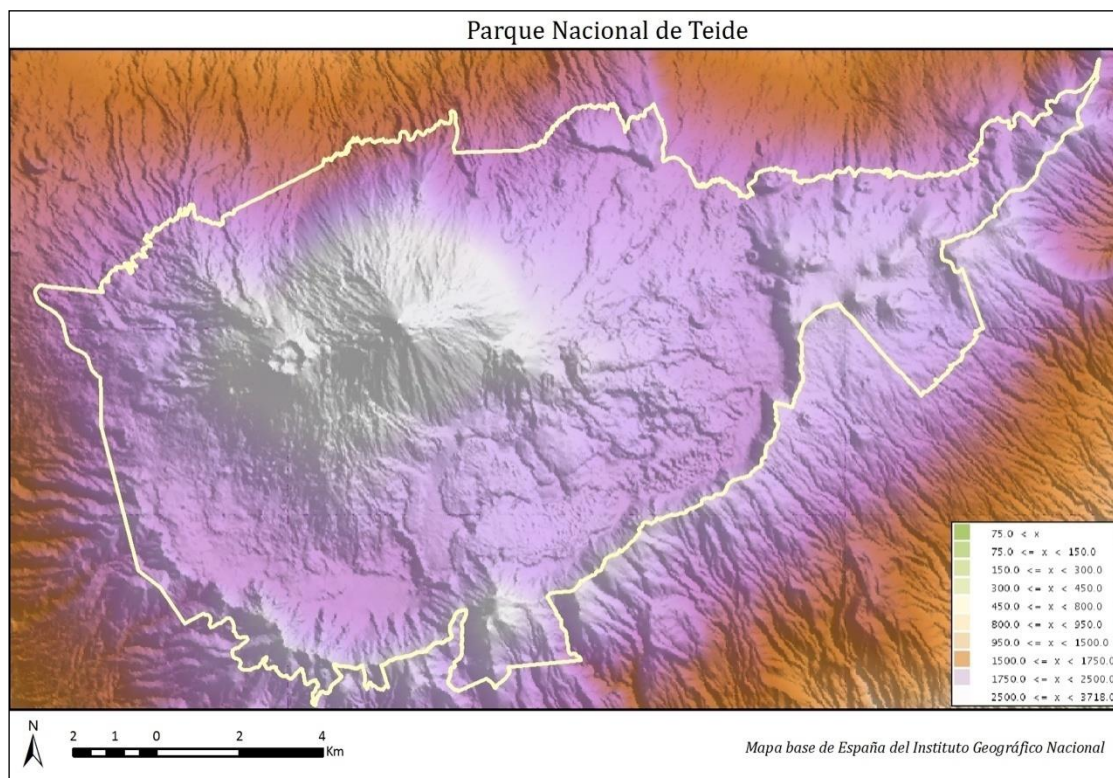 Parque Nacional de Teide
75.0 < x
75.0 <= x < 150.0
150.0 <= x < 300.0
300.0 <= x < 450.0
450.0 <= x < 800.0
800.0 <= x < 950.0
950.0 <= x < 1500.0
1500.0 <= x < 1750.0
1750.0 <= x < 2500.0
2500.0 <= x < 3718.0
N
2 1 0 2 4
Km
Mapa base de España del Instituto Geográfico Nacional